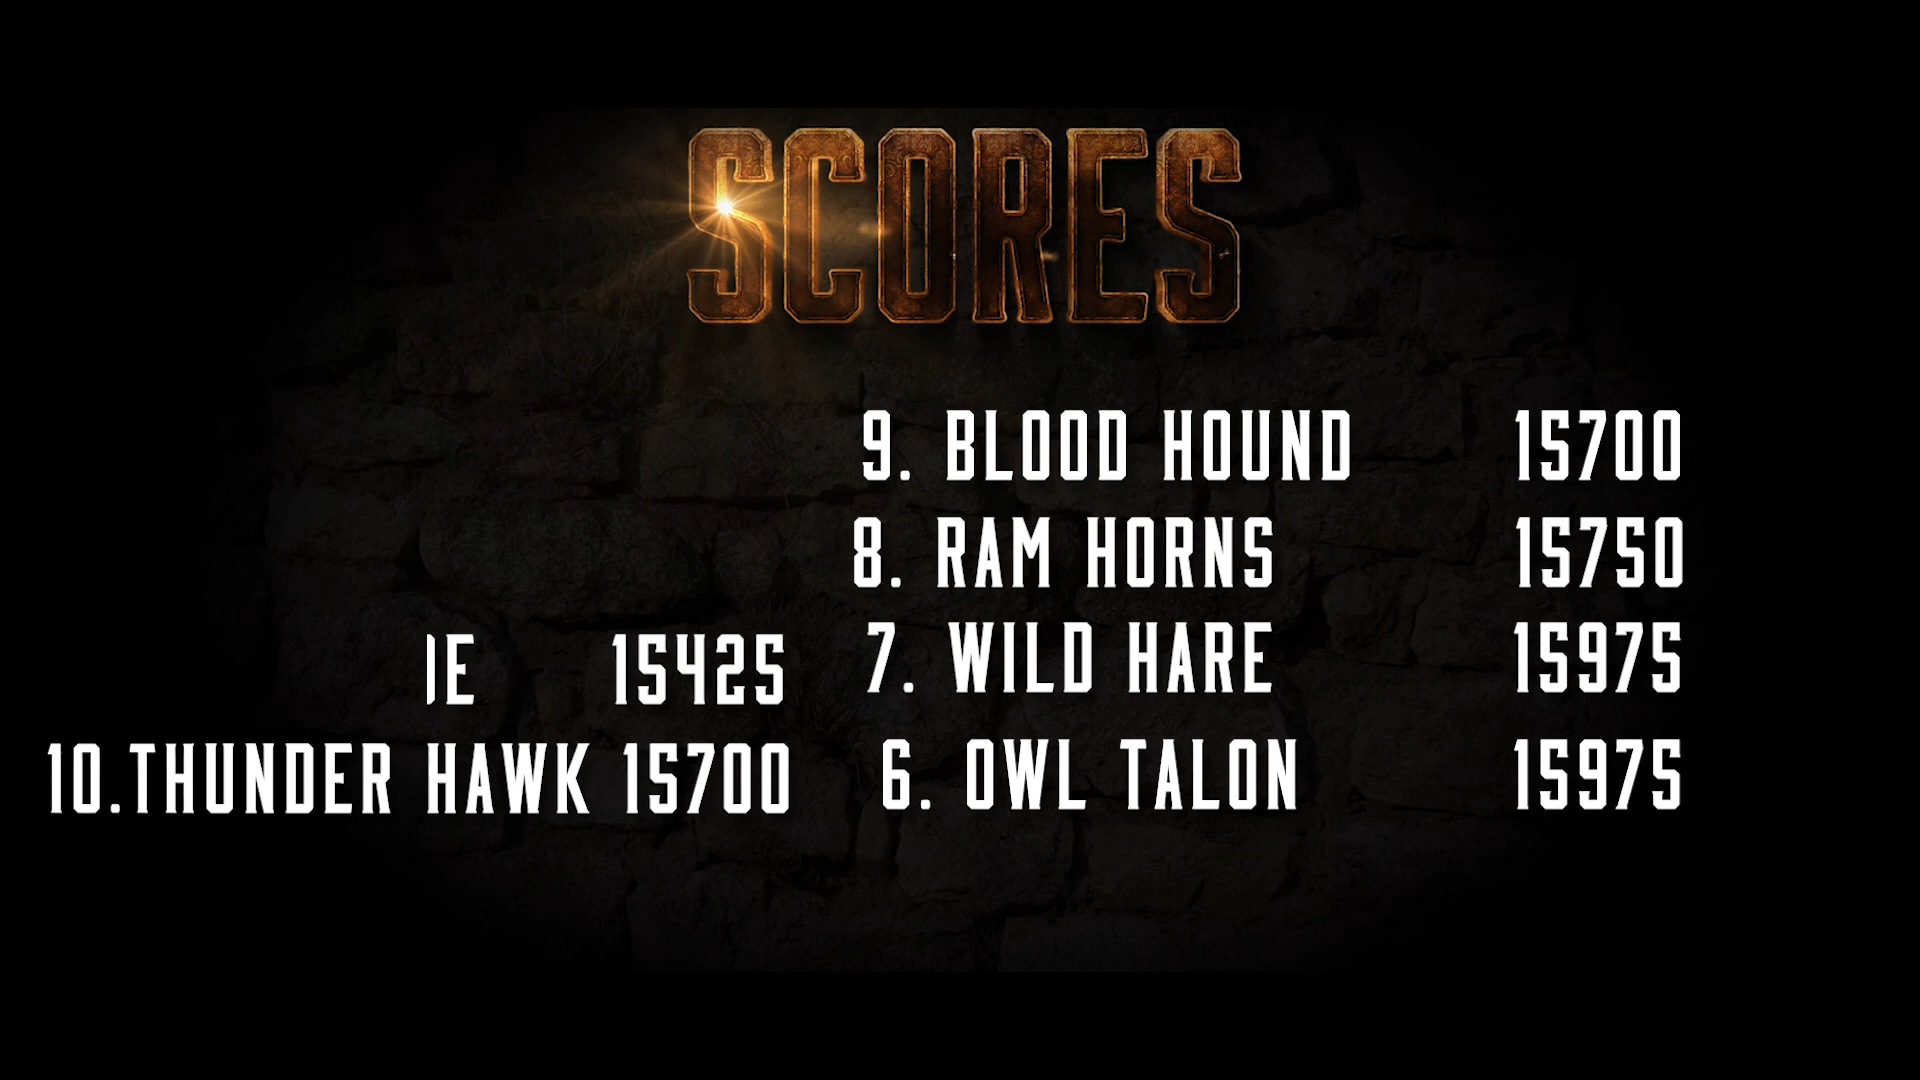 SCORES
15425
10.THUNDER HAWK 15700
9. BLOOD HOUND 15700
8. RAM HORNS 15750
7. WILD HARE 15975
6. OWL TALON 15975